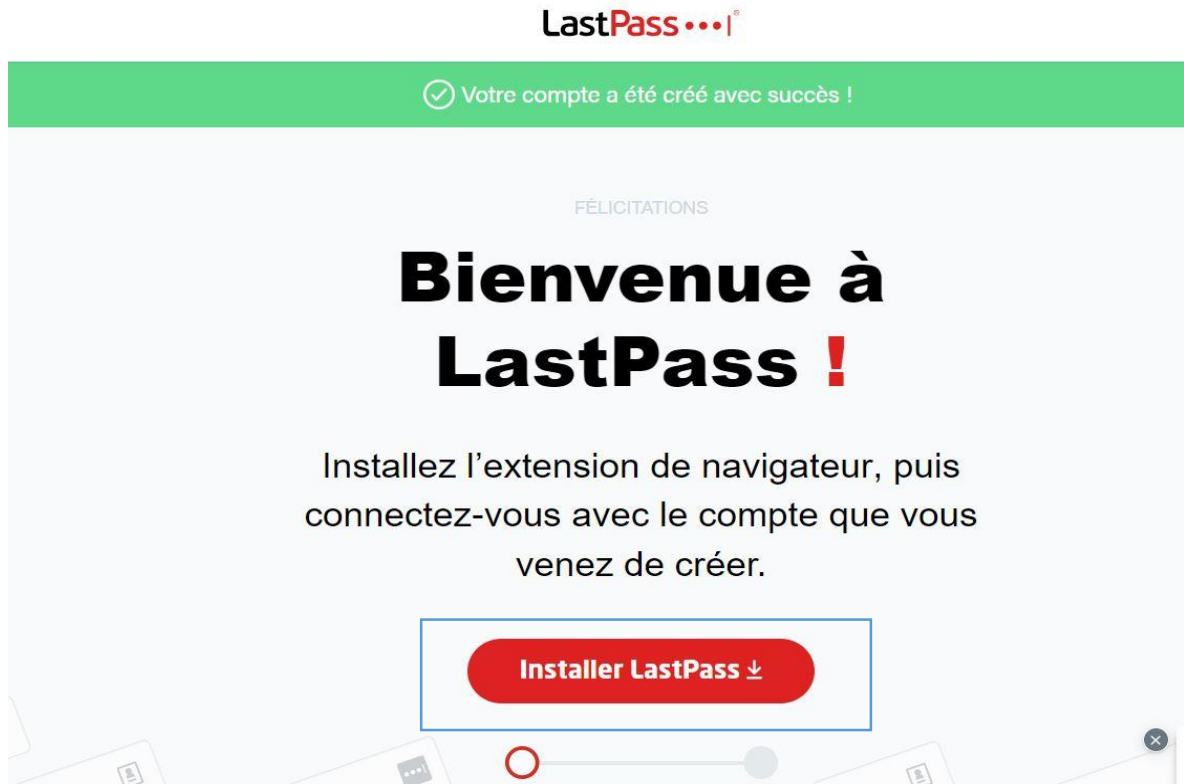 LastPass
Votre compte a été créé avec succès !
FÉLICITATIONS
Bienvenue à
LastPass !
Installez l’extension de navigateur, puis
connectez-vous avec le compte que vous
venez de créer.
Installer LastPass